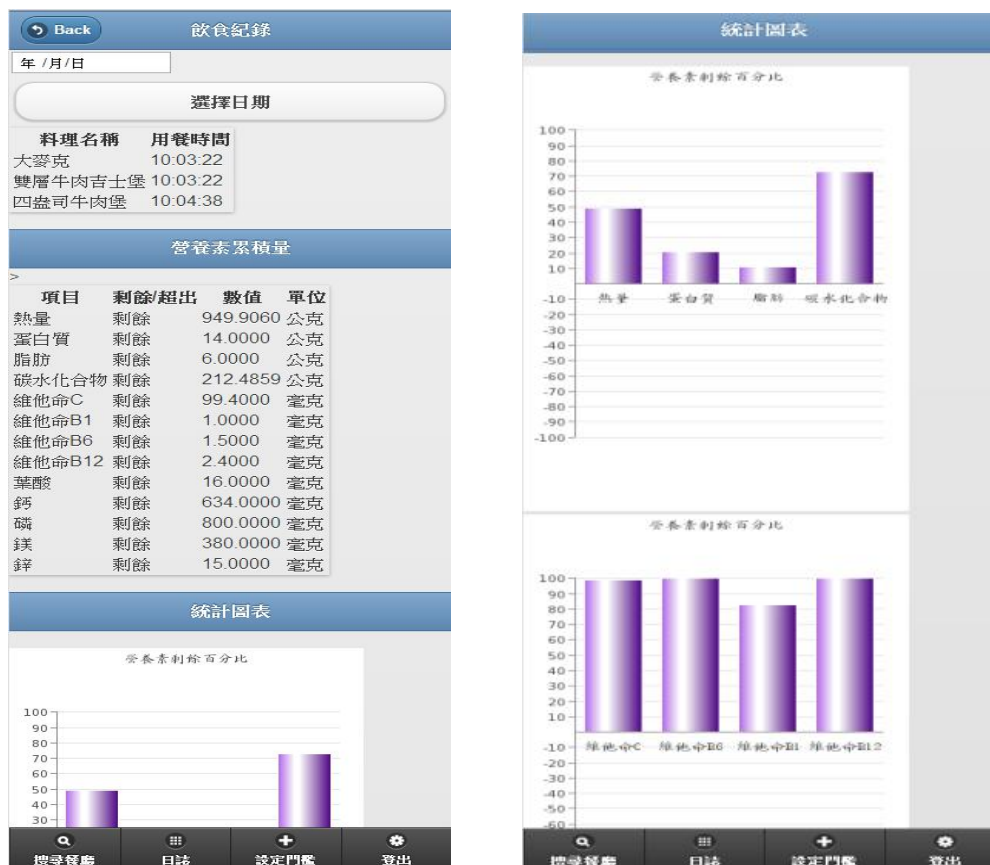 Back 飲食紀錄
年 /月/日
選擇日期
料理名稱 用餐時間
大麥克 10:03:22
雙層牛肉吉士堡 10:03:22
四盎司牛肉堡 10:04:38
營養素累積量
>
項目 剩餘/超出 數值 單位
熱量 剩餘 949.9060 公克
蛋白質 剩餘 14.0000 公克
脂肪 剩餘 6.0000 公克
碳水化合物 剩餘 212.4859 公克
維他命C 剩餘 99.4000 毫克
維他命B1 剩餘 1.0000 毫克
維他命B6 剩餘 1.5000 毫克
維他命B12 剩餘 2.4000 毫克
葉酸 剩餘 16.0000 毫克
鈣 剩餘 634.0000 毫克
磷 剩餘 800.0000 毫克
鎂 剩餘 380.0000 毫克
鋅 剩餘 15.0000 毫克
統計圖表
營養素剩餘百分比
100
90
80
70
60
50
40
30
搜尋餐廳 日誌 設定門檻 登出
統計圖表
營養素剩餘百分比
100
90
80
70
60
50
40
30
20
10
-10 熱量 蛋白質 脂肪 碳水化合物
-20
-30
-40
-50
-60
-70
-80
-90
-100
營養素剩餘百分比
100
90
80
70
60
50
40
30
20
10
-10 維他命C 維他命B6 維他命B1 維他命B12
-20
-30
-40
-50
-60
搜尋餐廳 日誌 設定門檻 登出